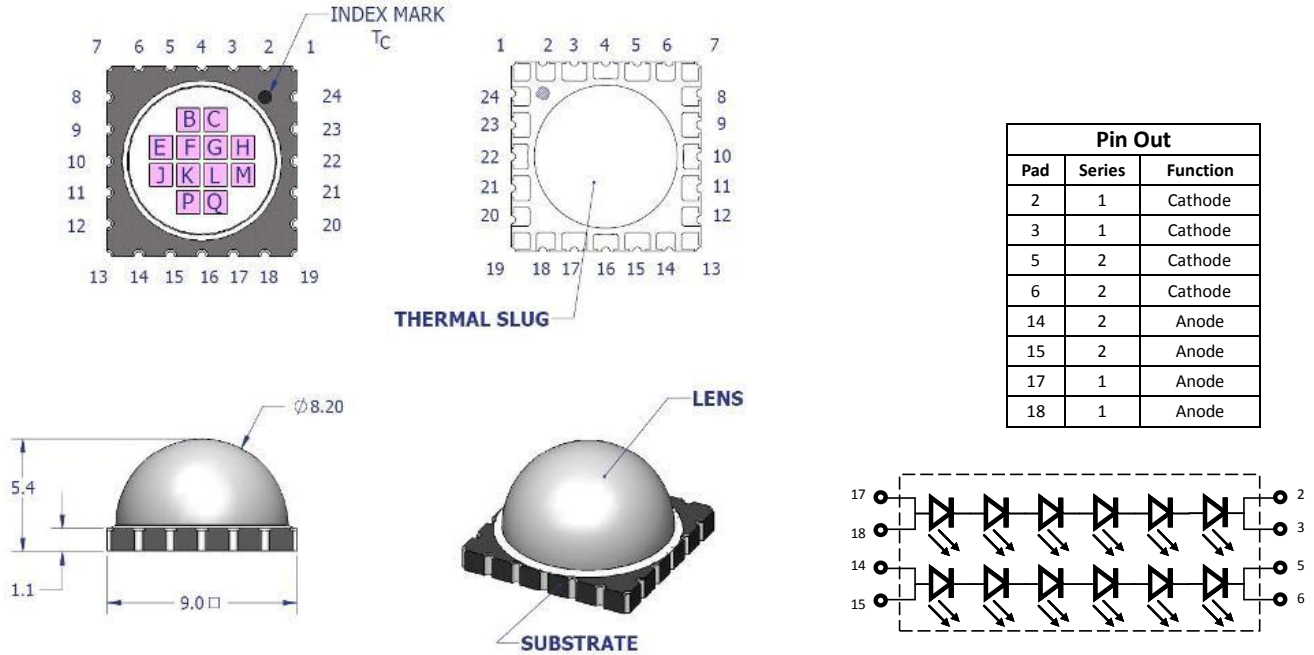 INDEX MARK
TC
7 6 5 4 3 2 1
8 24
9 23
10 22
11 21
12 20
13 14 15 16 17 18 19
B C
E F G H
J K L M
P Q
1 2 3 4 5 6 7
24 8
23 9
22 10
21 11
20 12
19 18 17 16 15 14 13
THERMAL SLUG
Pin Out
Pad Series Function
2 1 Cathode
3 1 Cathode
5 2 Cathode
6 2 Cathode
14 2 Anode
15 2 Anode
17 1 Anode
18 1 Anode
∅8.20
5.4
1.1
9.0 □
LENS
SUBSTRATE
17 2
18 3
14 5
15 6